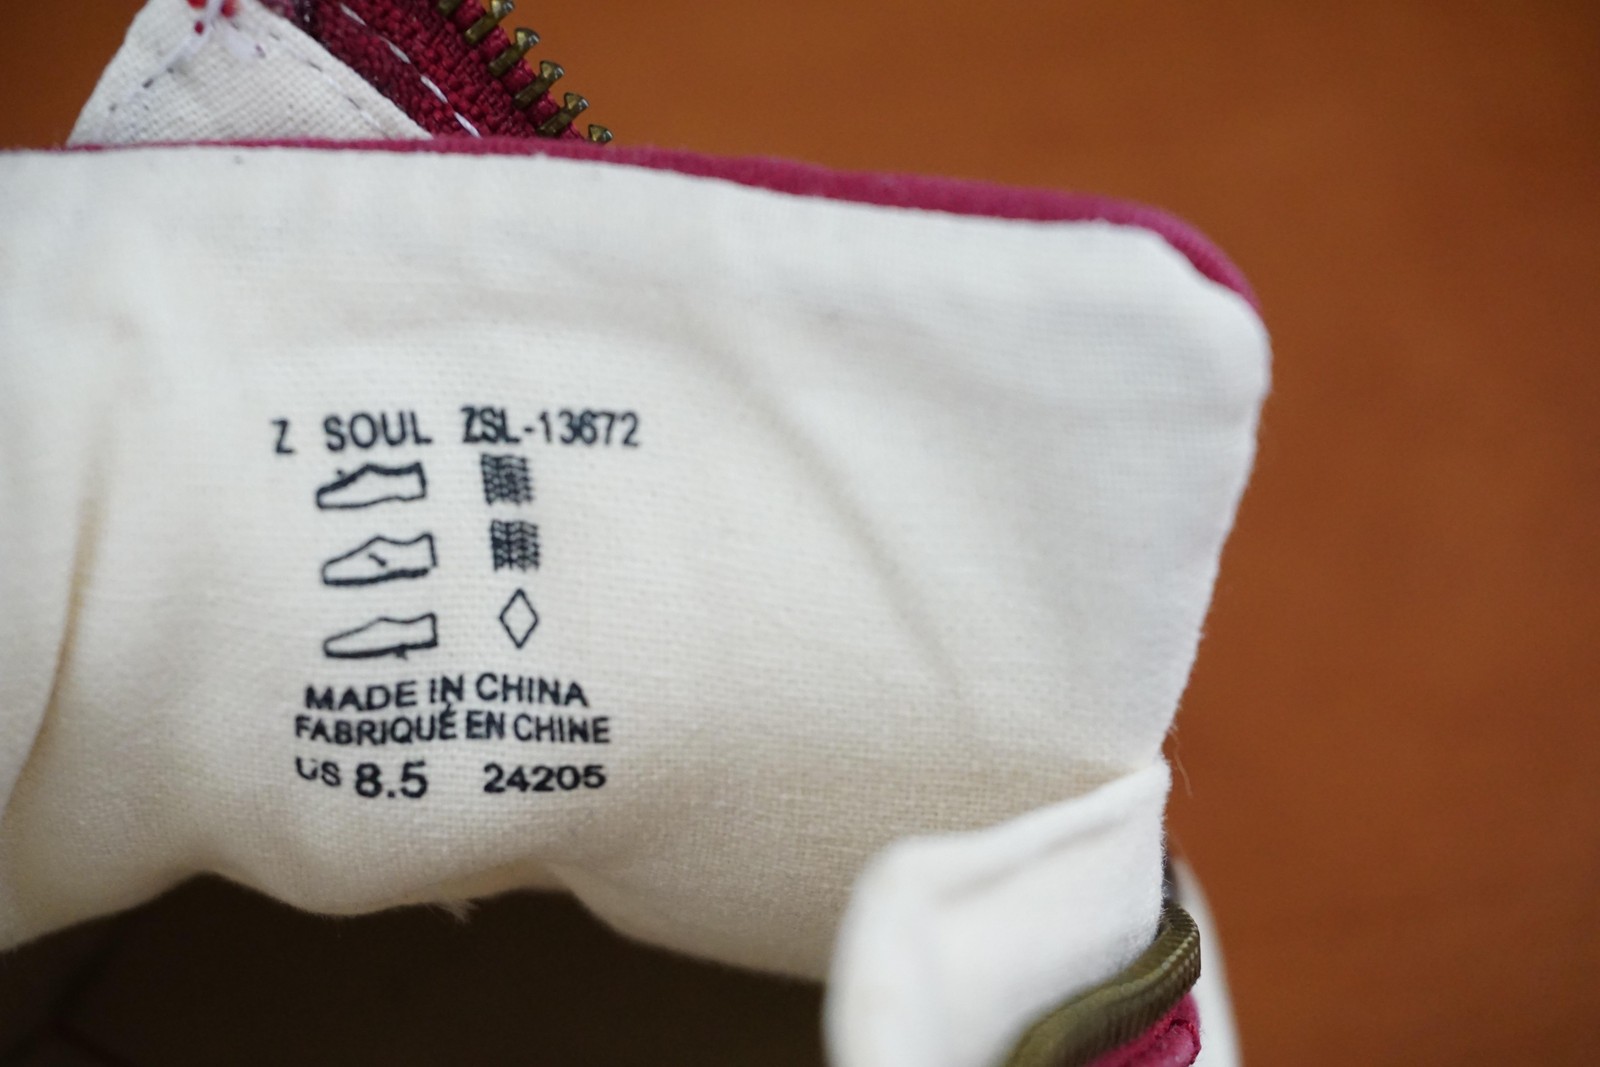 Z SOUL ZSL-13672
MADE IN CHINA
FABRIQUÉ EN CHINE
US 8.5 24205